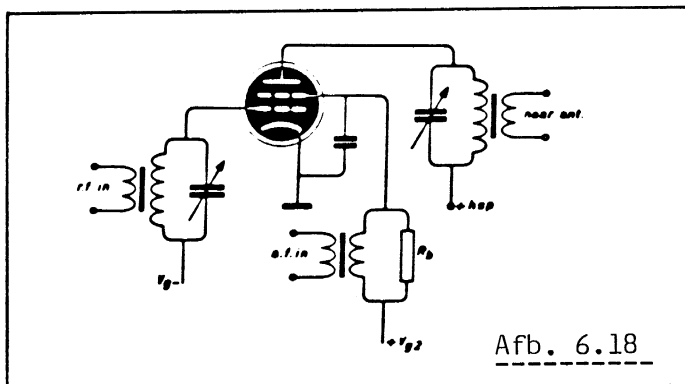 r.f. in
Vg-
a.f. in
Rb
+Vg2
naar ant.
+ hsp
Afb. 6.18